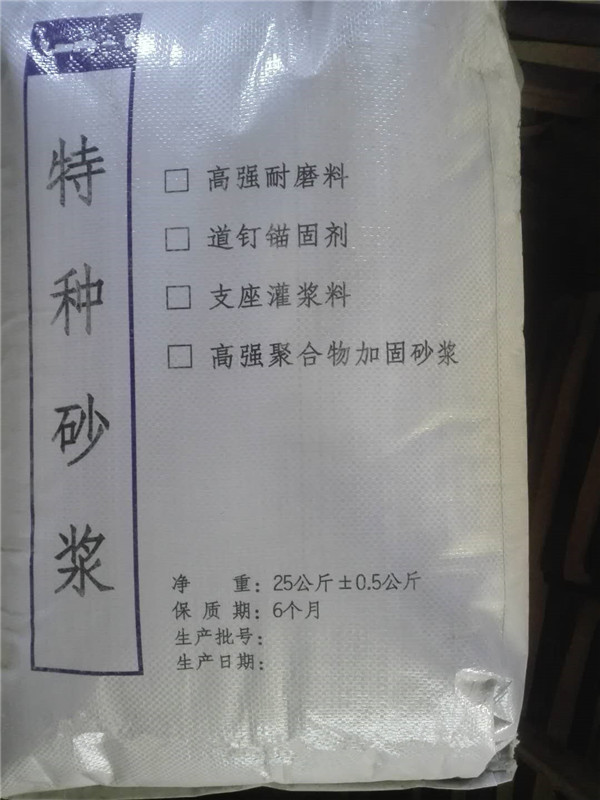 特种砂浆
□ 高强耐磨料
□ 道钉锚固剂
□ 支座灌浆料
□ 高强聚合物加固砂浆
净 重：25公斤±0.5公斤
保 质 期：6个月
生产批号：
生产日期：